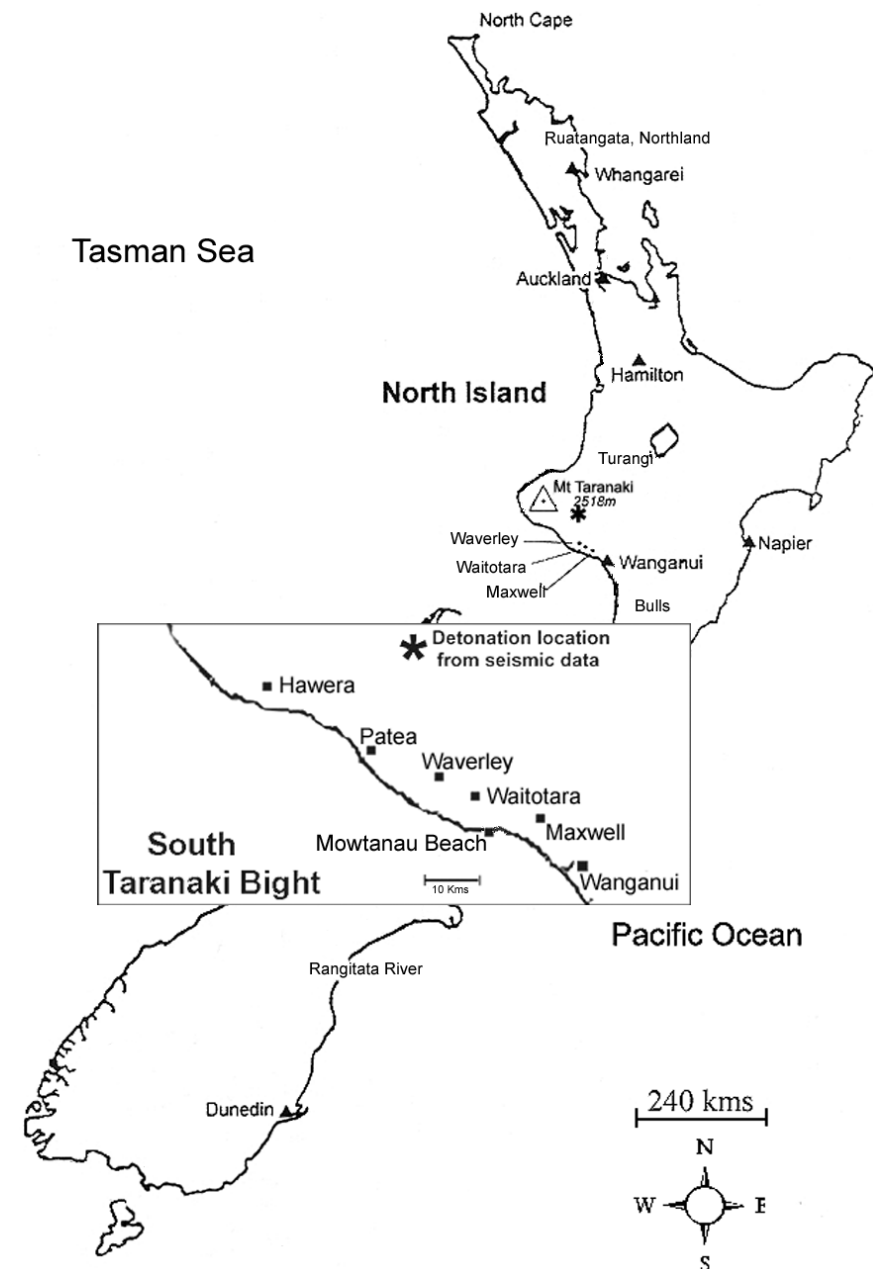 North Cape
Ruatangata, Northland
Whangarei
Tasman Sea
Auckland
Hamilton
North Island
Turangi
Mt Taranaki
2518m
Waverley
Napier
Wanganui
Waitotara
Maxwell
Bulls
Detonation location
from seismic data
Hawera
Patea
Waverley
Waitotara
Maxwell
Mowtanau Beach
South
Taranaki Bight
10 Kms
Wanganui
Pacific Ocean
Rangitata River
Dunedin
240 kms
N
W
E
S